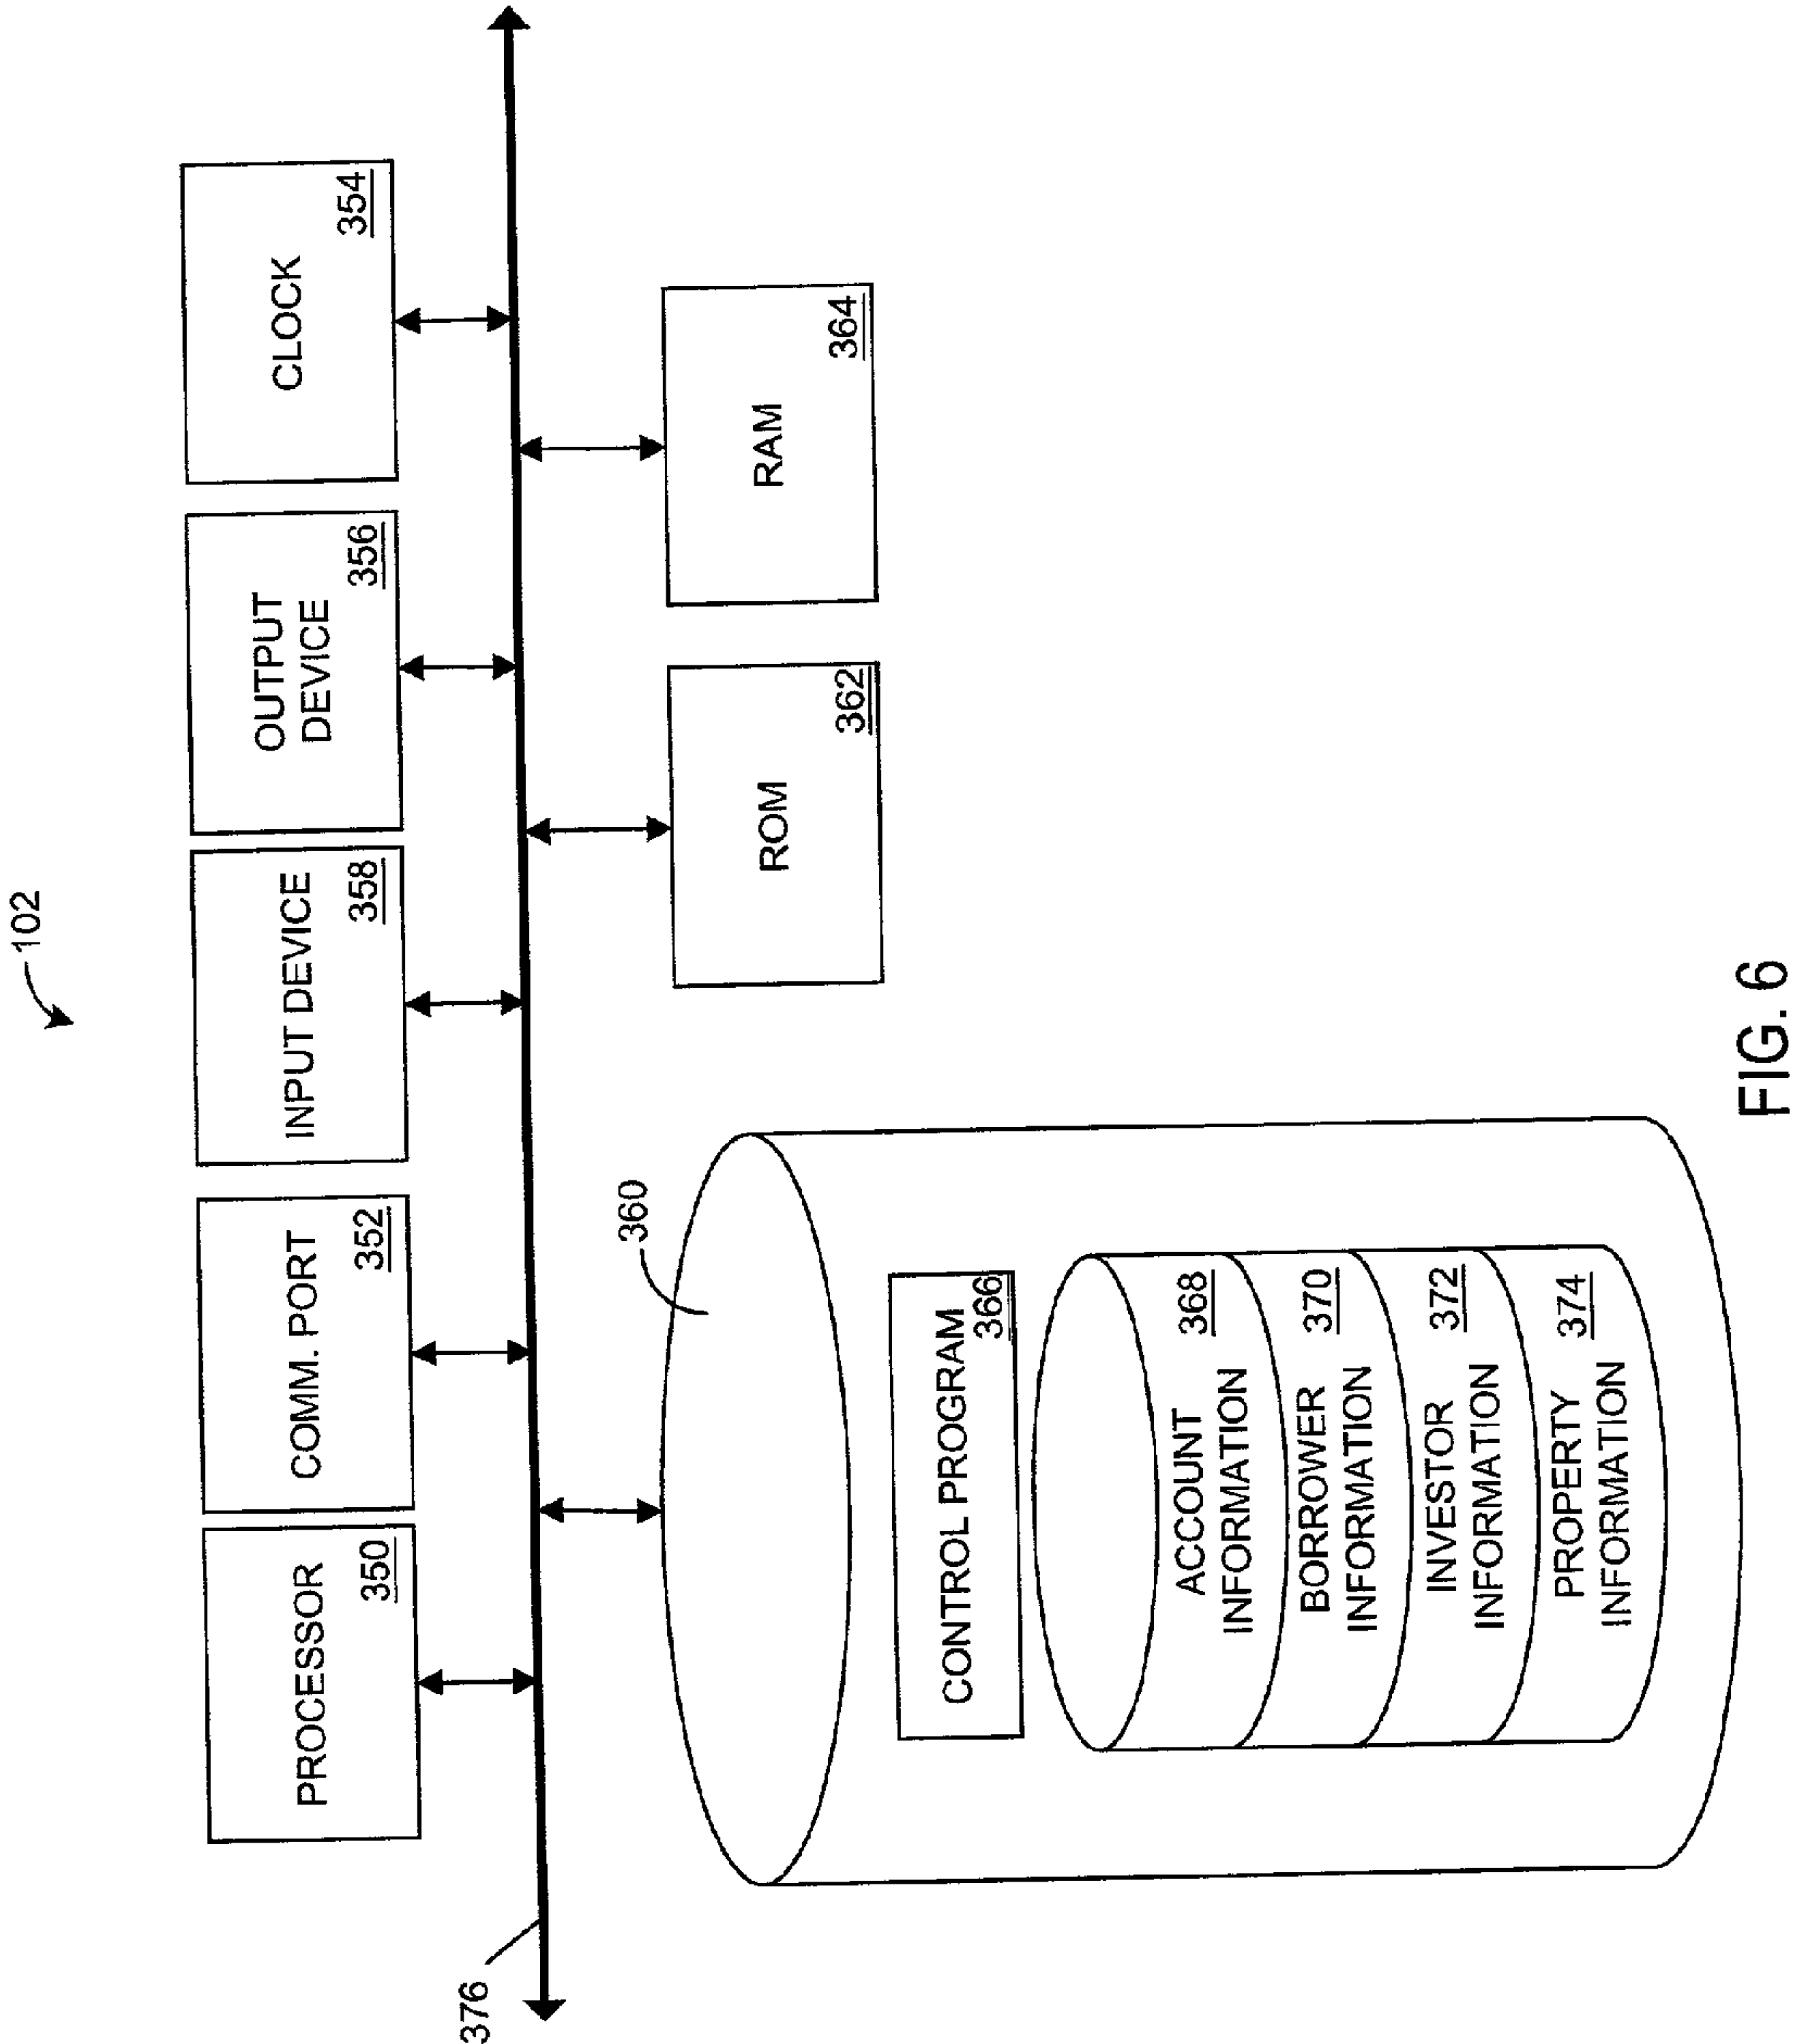 102
PROCESSOR
350
COMM. PORT
352
INPUT DEVICE
358
OUTPUT
DEVICE
356
CLOCK
354
376
360
ROM
362
RAM
364
CONTROL PROGRAM
366
ACCOUNT
INFORMATION
368
BORROWER
INFORMATION
370
INVESTOR
INFORMATION
372
PROPERTY
INFORMATION
374
FIG. 6